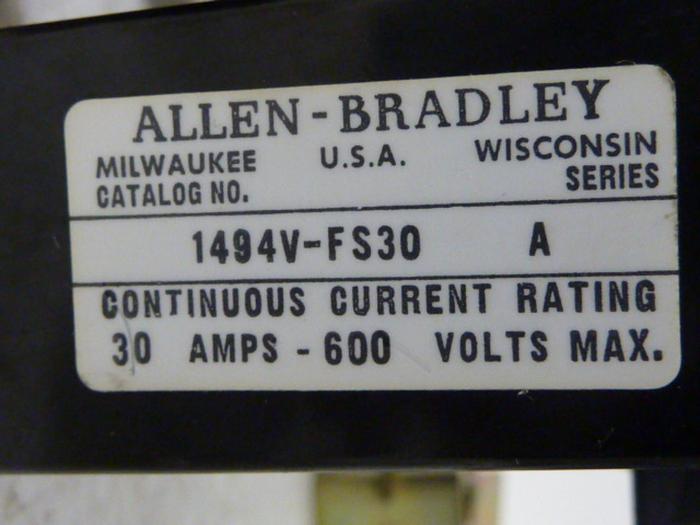 ALLEN-BRADLEY
MILWAUKEE U.S.A. WISCONSIN
CATALOG NO. SERIES
1494V-FS30 A
CONTINUOUS CURRENT RATING
30 AMPS - 600 VOLTS MAX.